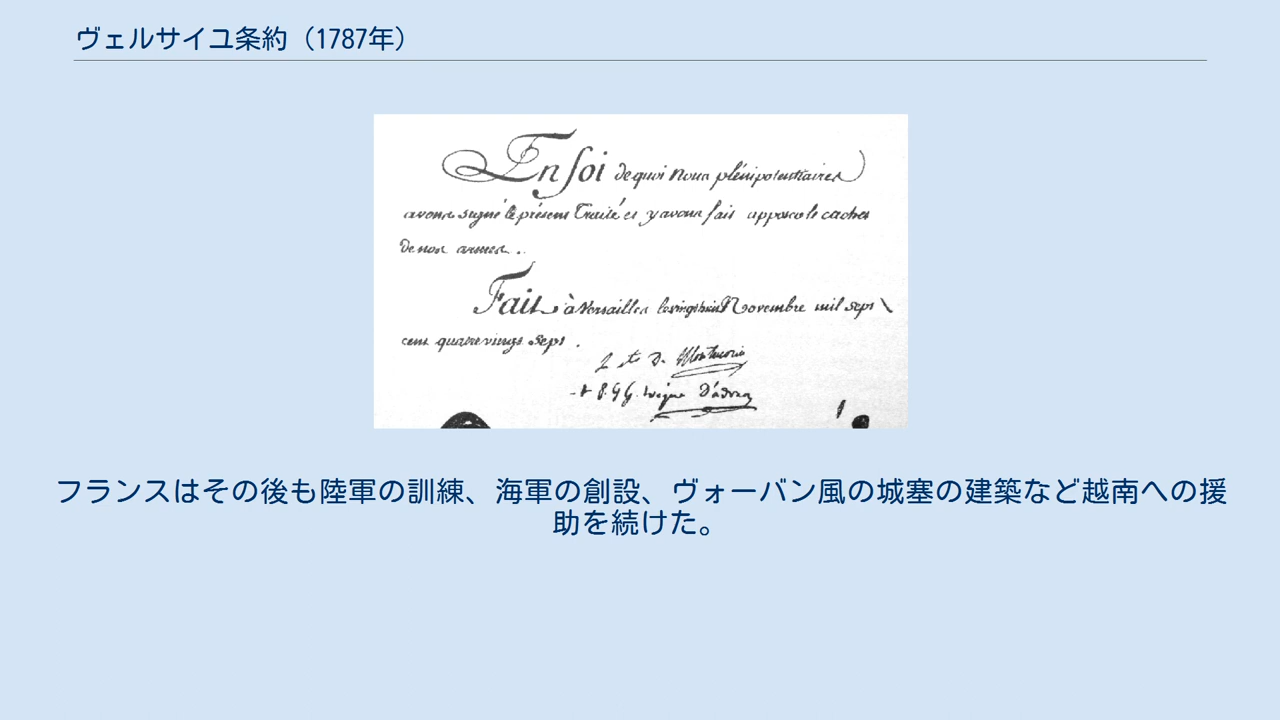 ヴェルサイユ条約（1787年）
En foi de quoi Nous plénipotentiaires
avons signé le présent Traité et y avons fait apposer le cachet
de nos armes.
Fait à Versailles le vingt huit Novembre mil sept
cent quatre vingt sept.
フランスはその後も陸軍の訓練、海軍の創設、ヴォーバン風の城塞の建築など越南への援
助を続けた。